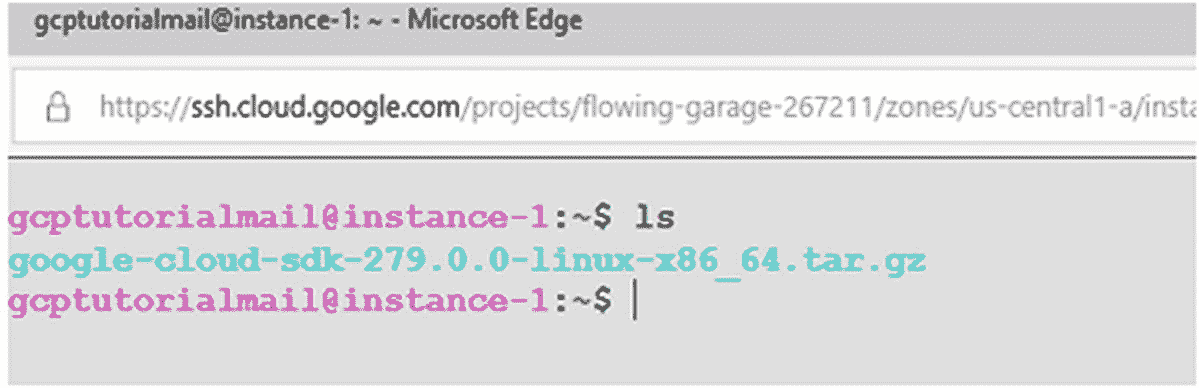 gcptutorialmail@instance-1: ~ - Microsoft Edge
https://ssh.cloud.google.com/projects/flowing-garage-267211/zones/us-central1-a/insta
gcptutorialmail@instance-1:~$ ls
google-cloud-sdk-279.0.0-linux-x86_64.tar.gz
gcptutorialmail@instance-1:~$